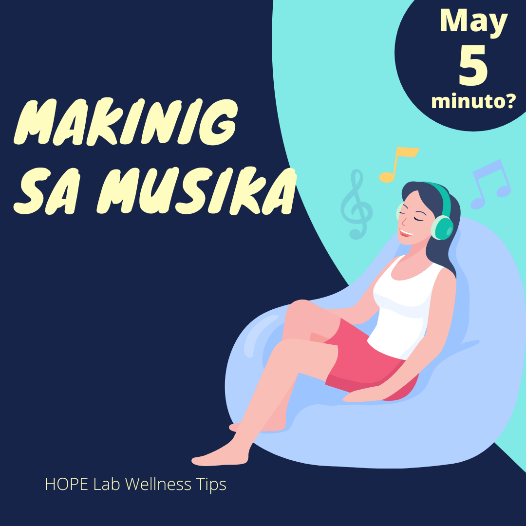 May
5
minuto?
MAKINIG
SA MUSIKA
HOPE Lab Wellness Tips